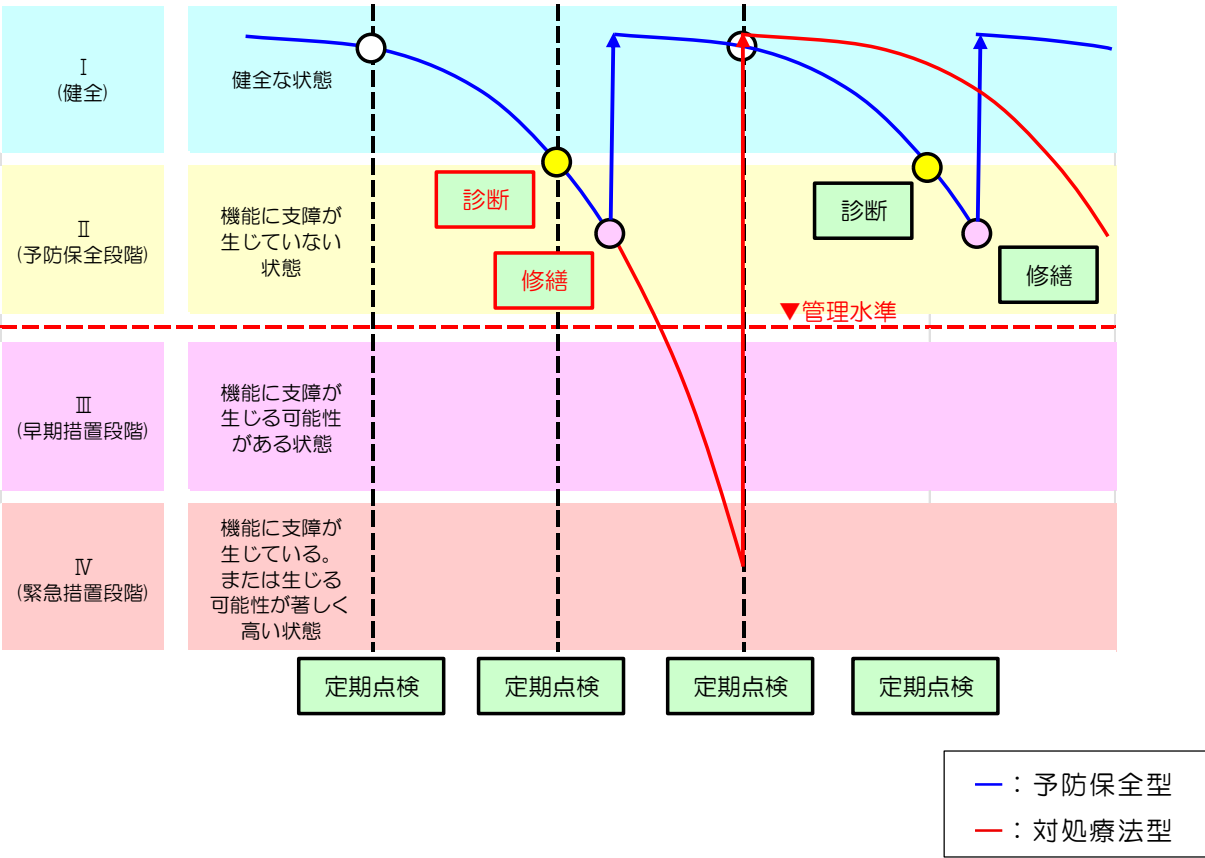 Ⅰ
(健全)
健全な状態
Ⅱ
(予防保全段階)
機能に支障が
生じていない
状態
診断
修繕
診断
修繕
▼管理水準
Ⅲ
(早期措置段階)
機能に支障が
生じる可能性
がある状態
Ⅳ
(緊急措置段階)
機能に支障が
生じている。
または生じる
可能性が著しく
高い状態
定期点検
定期点検
定期点検
定期点検
：予防保全型
：対処療法型